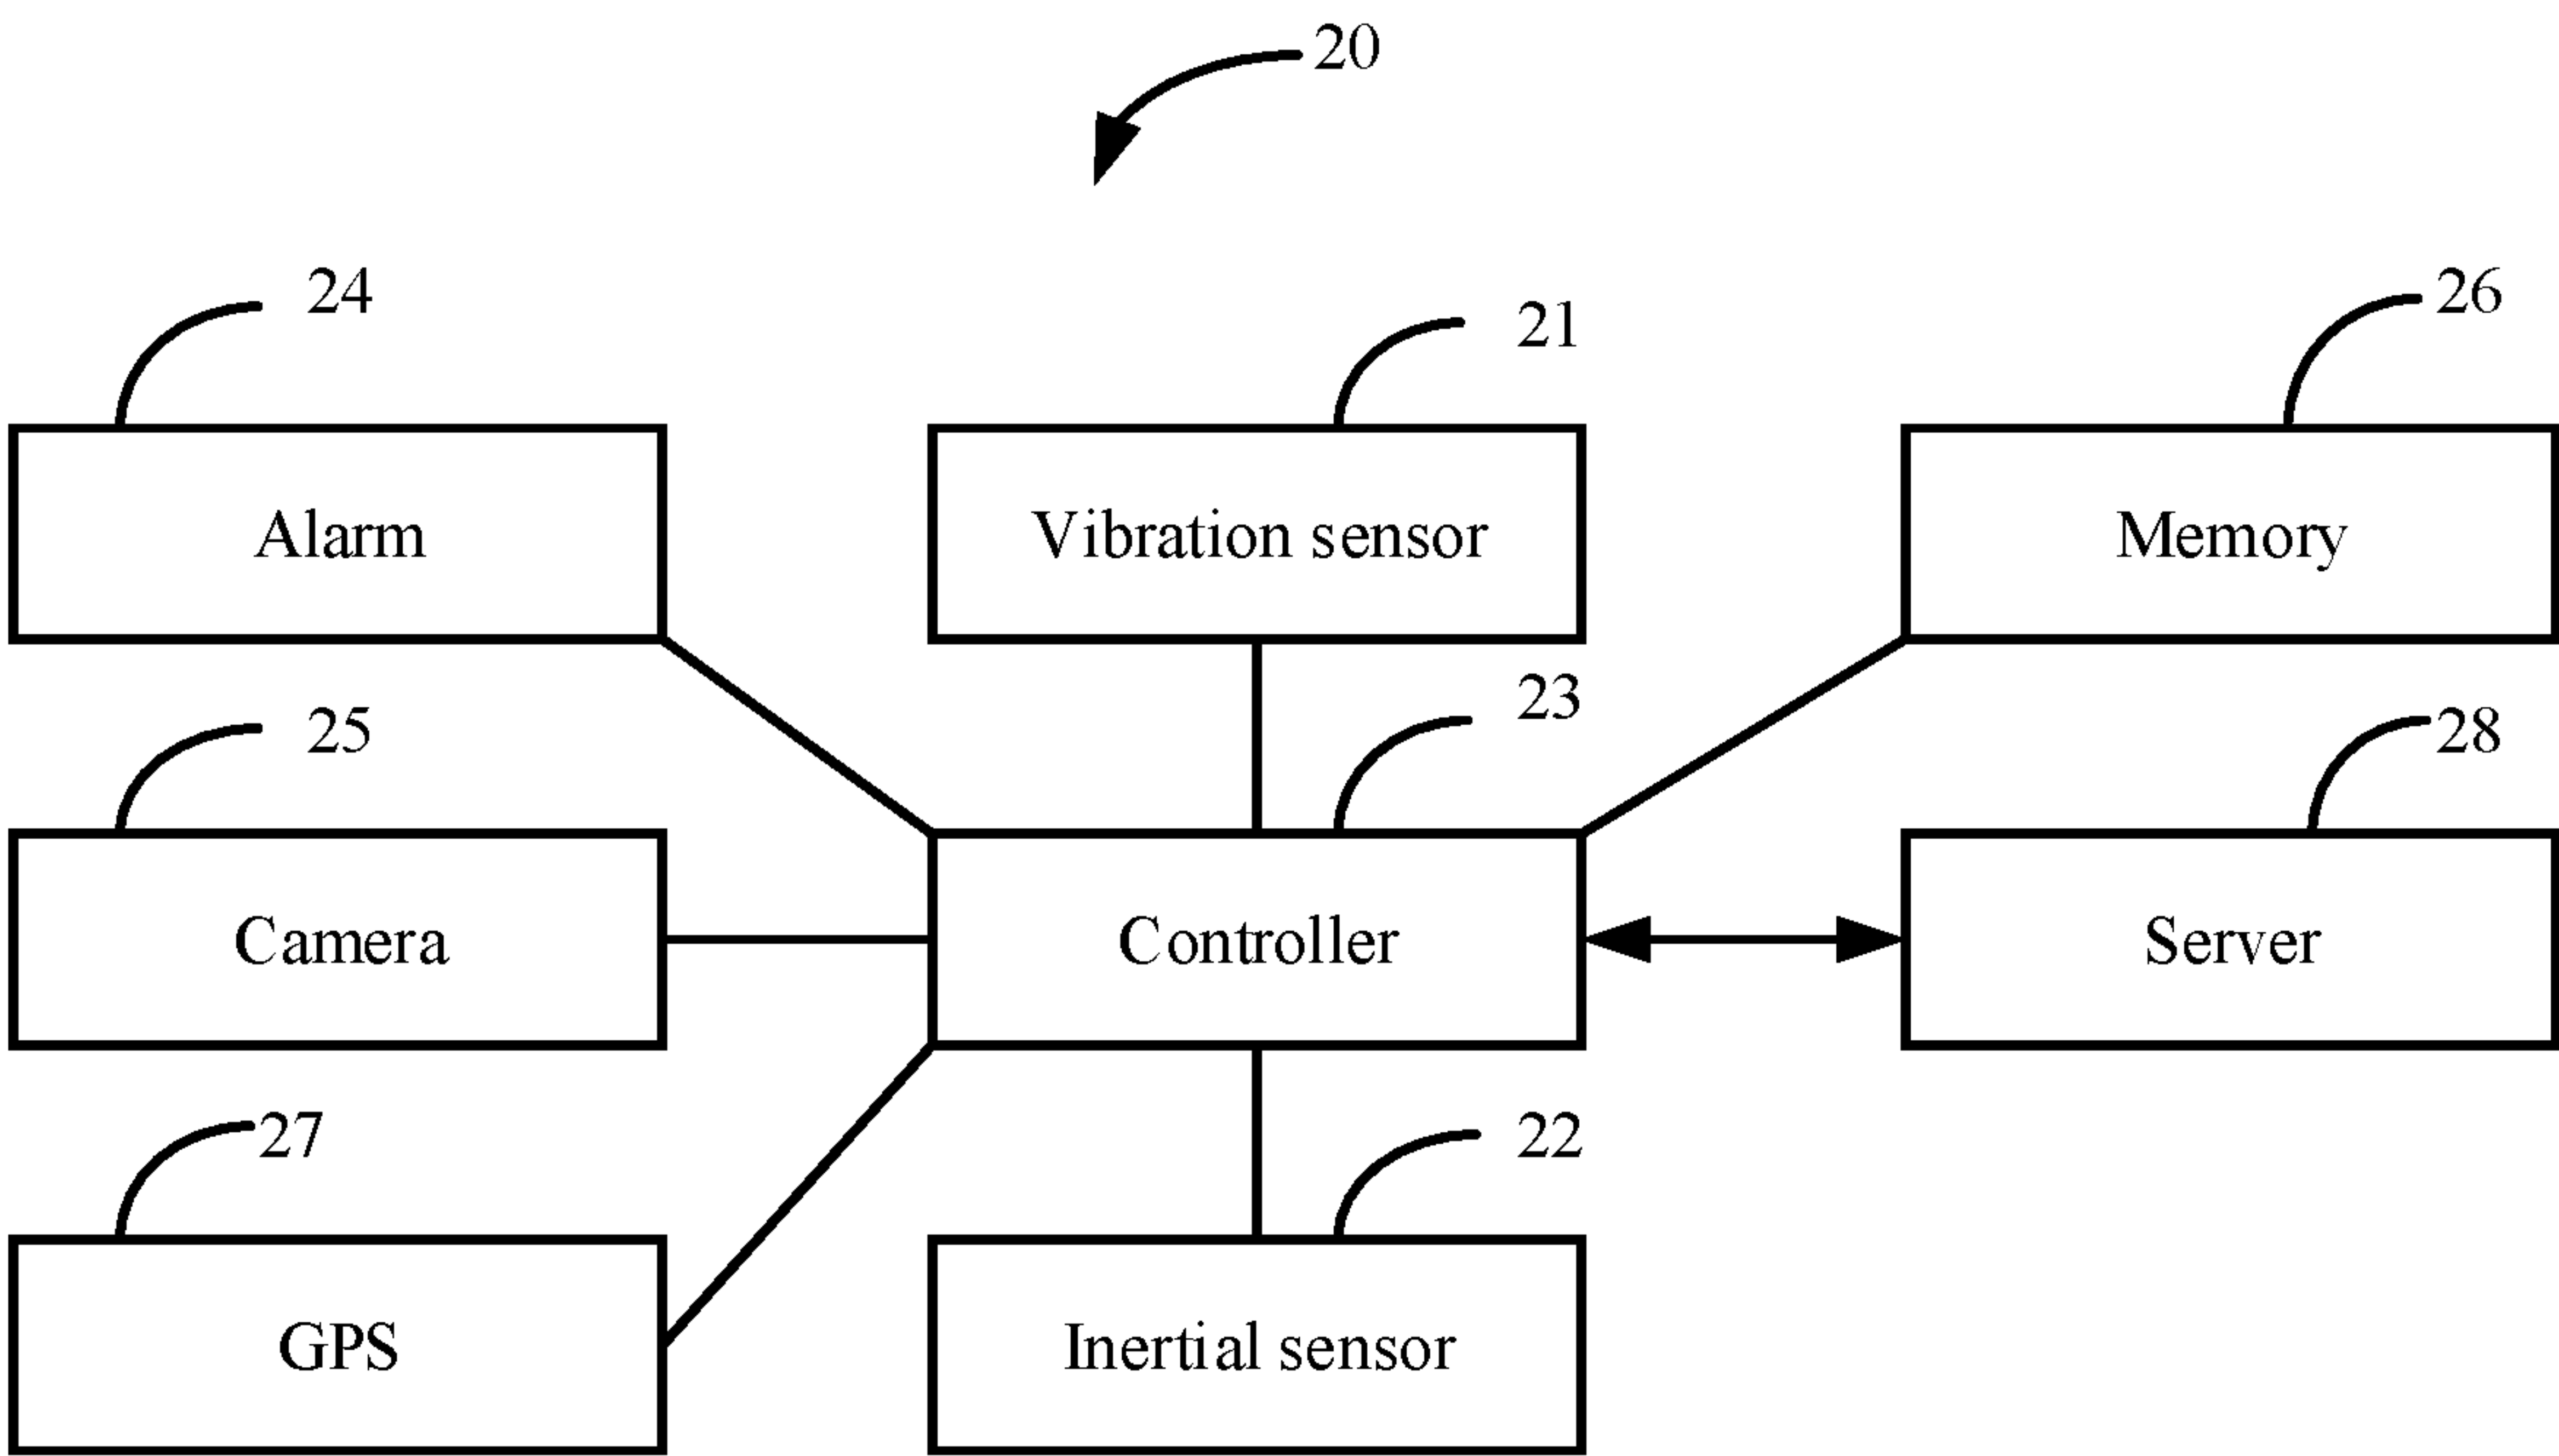 20
24
21
26
Alarm
Vibration sensor
Memory
25
23
28
Camera
Controller
Server
27
22
GPS
Inertial sensor